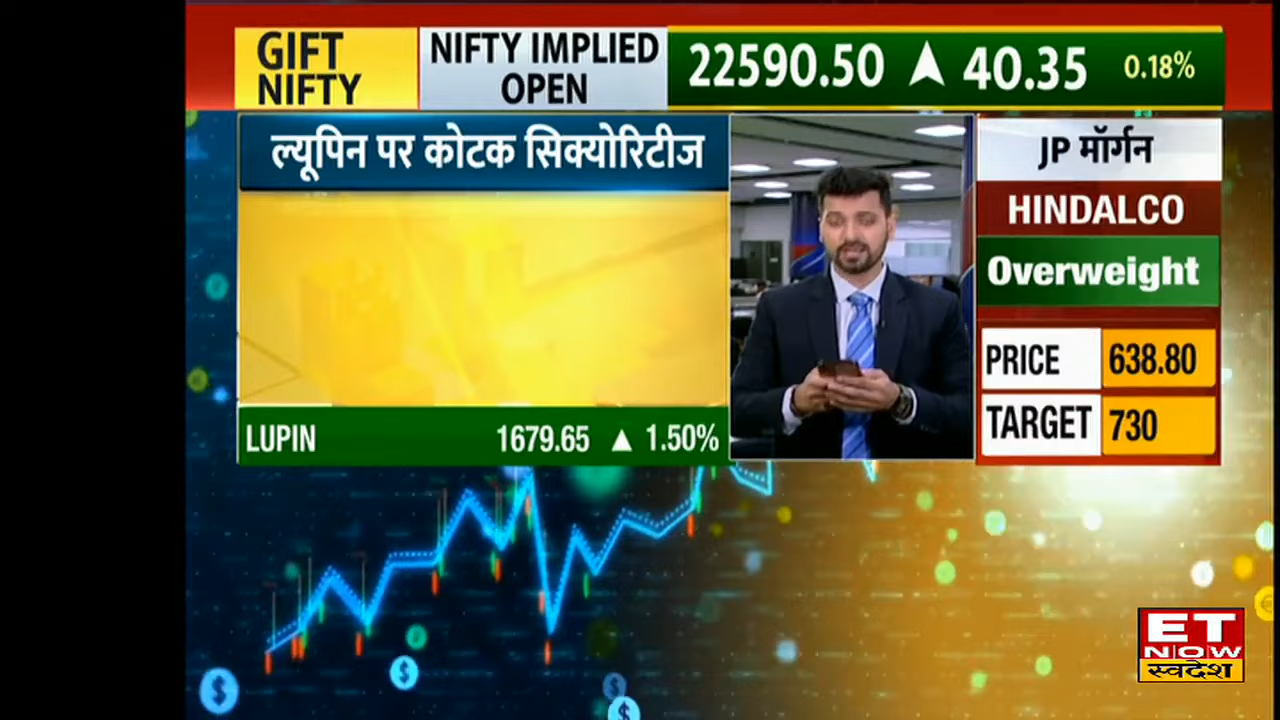 GIFT
NIFTY
NIFTY IMPLIED
OPEN
22590.50 ▲ 40.35 0.18%
ल्यूपिन पर कोटक सिक्योरिटीज
LUPIN 1679.65 ▲ 1.50%
JP मॉर्गन
HINDALCO
Overweight
PRICE 638.80
TARGET 730
ET
NOW
स्वदेश